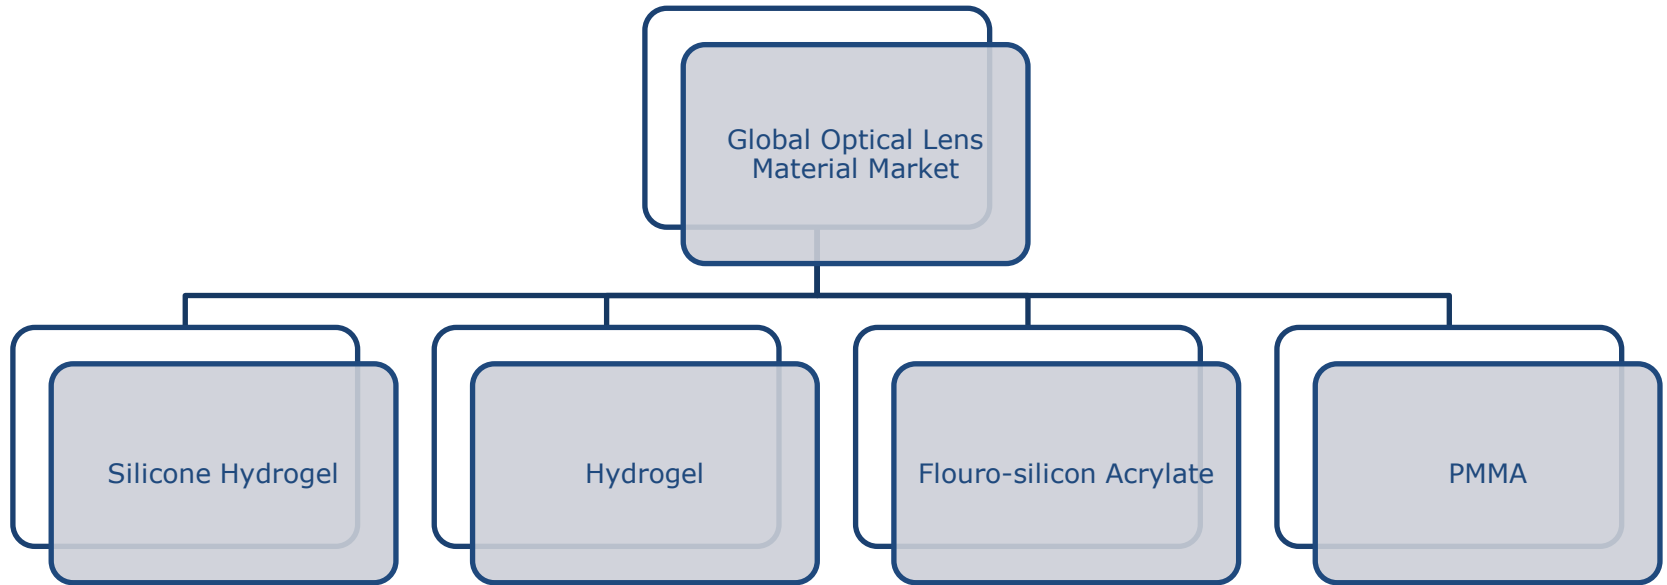 Global Optical Lens
Material Market
Silicone Hydrogel
Hydrogel
Flouro-silicon Acrylate
PMMA